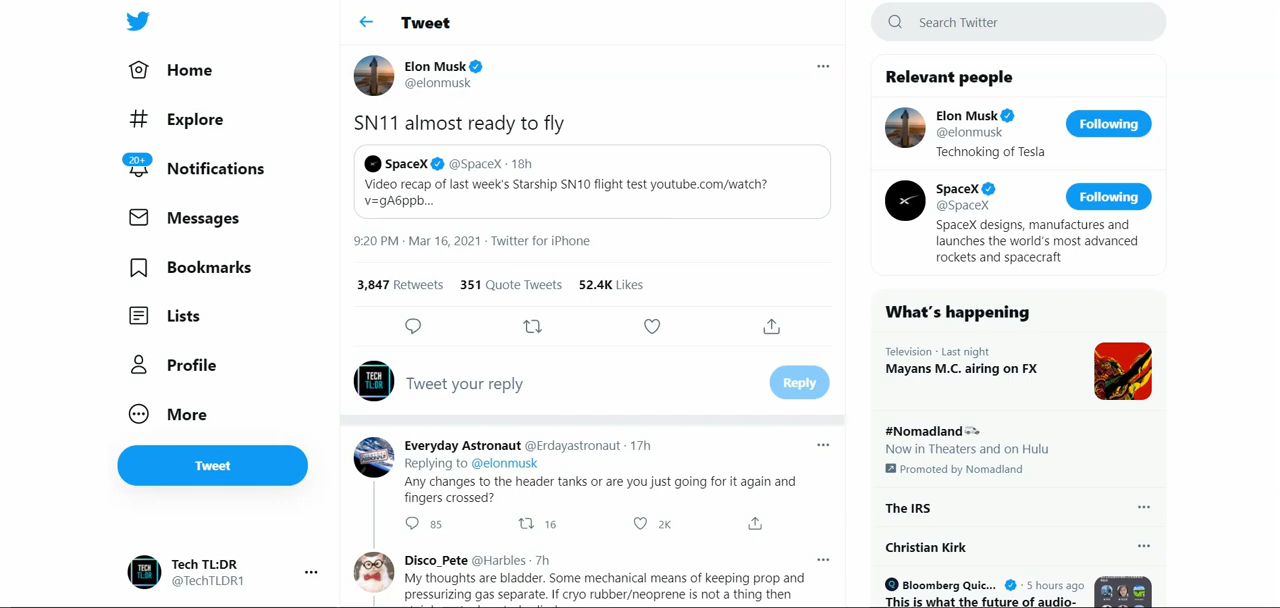 Home
Explore
20+
Notifications
Messages
Bookmarks
Lists
Profile
More
Tweet
Tech TL:DR
@TechTLDR1
Tweet
Elon Musk
@elonmusk
SN11 almost ready to fly
SpaceX @SpaceX · 18h
Video recap of last week's Starship SN10 flight test youtube.com/watch?
v=gA6ppb...
9:20 PM · Mar 16, 2021 · Twitter for iPhone
3,847 Retweets 351 Quote Tweets 52.4K Likes
TECH
TL;DR
Tweet your reply
Reply
Everyday Astronaut @Erdayastronaut · 17h
Replying to @elonmusk
Any changes to the header tanks or are you just going for it again and
fingers crossed?
85 16 2K
Disco_Pete @Harbles · 7h
My thoughts are bladder. Some mechanical means of keeping prop and
pressurizing gas separate. If cryo rubber/neoprene is not a thing then
Search Twitter
Relevant people
Elon Musk
@elonmusk
Following
Technoking of Tesla
SpaceX
@SpaceX
Following
SpaceX designs, manufactures and
launches the world's most advanced
rockets and spacecraft
What's happening
Television · Last night
Mayans M.C. airing on FX
#Nomadland
Now in Theaters and on Hulu
Promoted by Nomadland
The IRS
Christian Kirk
Bloomberg Quic... · 5 hours ago
This is what the future of audio-